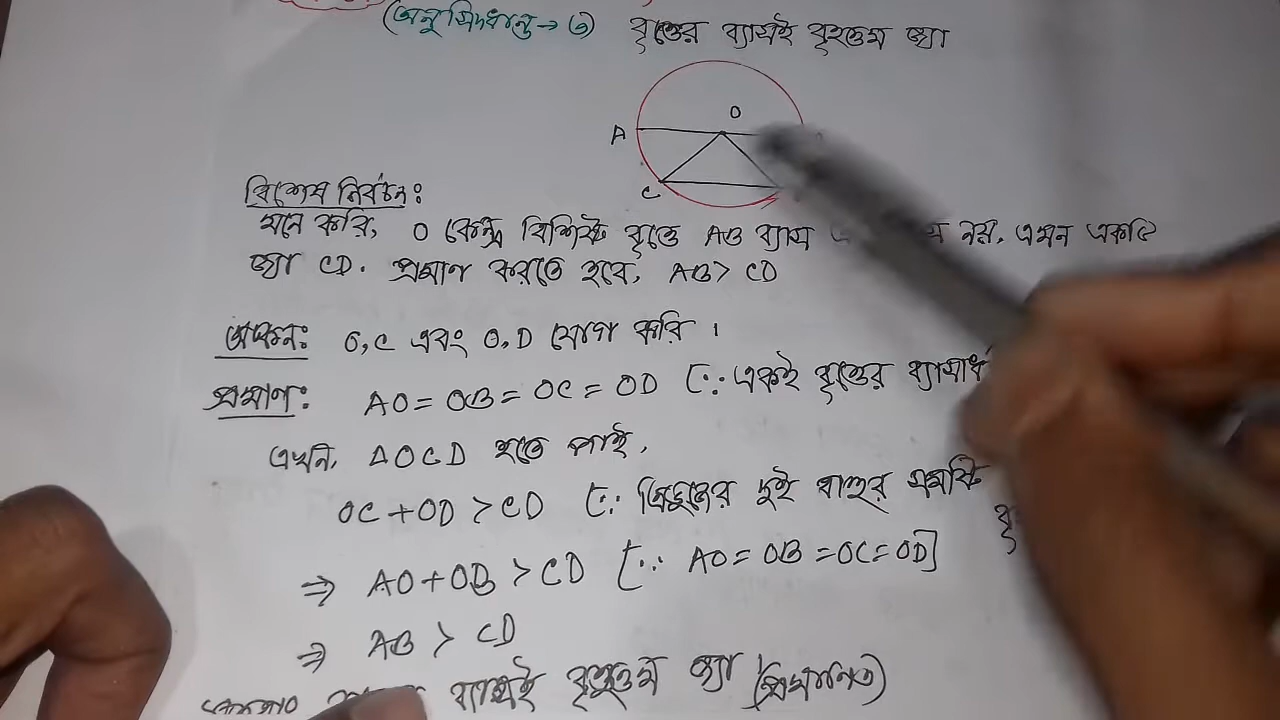 (অনুসিদ্ধান্ত→ ৩) বৃত্তের ব্যাসই বৃহত্তম জ্যা
O
A
C
বিশেষ নির্বচন:
মনে করি, O কেন্দ্র বিশিষ্ট বৃত্তে AB ব্যাস নয়, এমন একটি
জ্যা CD. প্রমাণ করতে হবে, AB > CD
অঙ্কন: O,C এবং O,D যোগ করি ।
প্রমাণ: AO = OB = OC = OD [∵ একই বৃত্তের ব্যাসার্ধ
এখন, ΔOCD হতে পাই,
OC + OD > CD [∵ ত্রিভুজের দুই বাহুর সমষ্টি
⇒ AO + OB > CD [∵ AO = OB = OC = OD]
⇒ AB > CD
ব্যাসই বৃহত্তম জ্যা (প্রমাণিত)